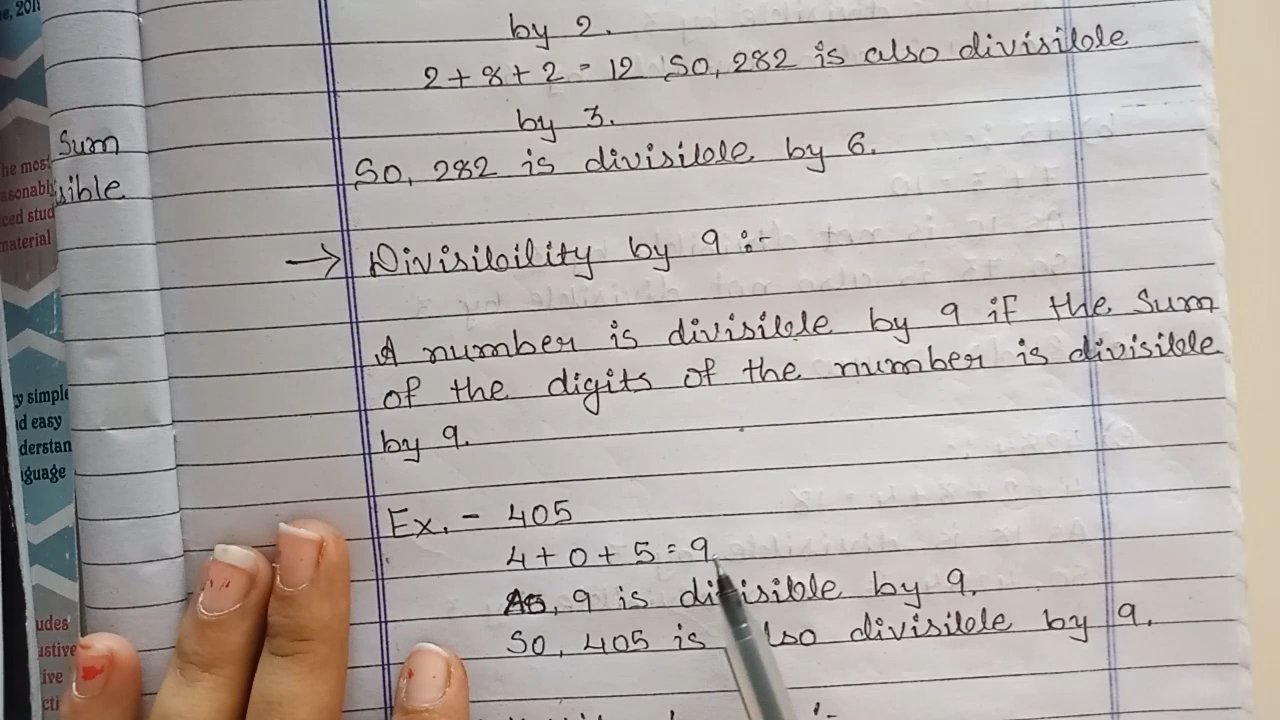 by 2.
2+8+2=12 So, 282 is also divisible
by 3.
So, 282 is divisible by 6.
→ Divisibility by 9:-
A number is divisible by 9 if the Sum
of the digits of the number is divisible
by 9.
Ex.- 405
4+0+5=9
As, 9 is divisible by 9.
So, 405 is also divisible by 9.
Sum
sible